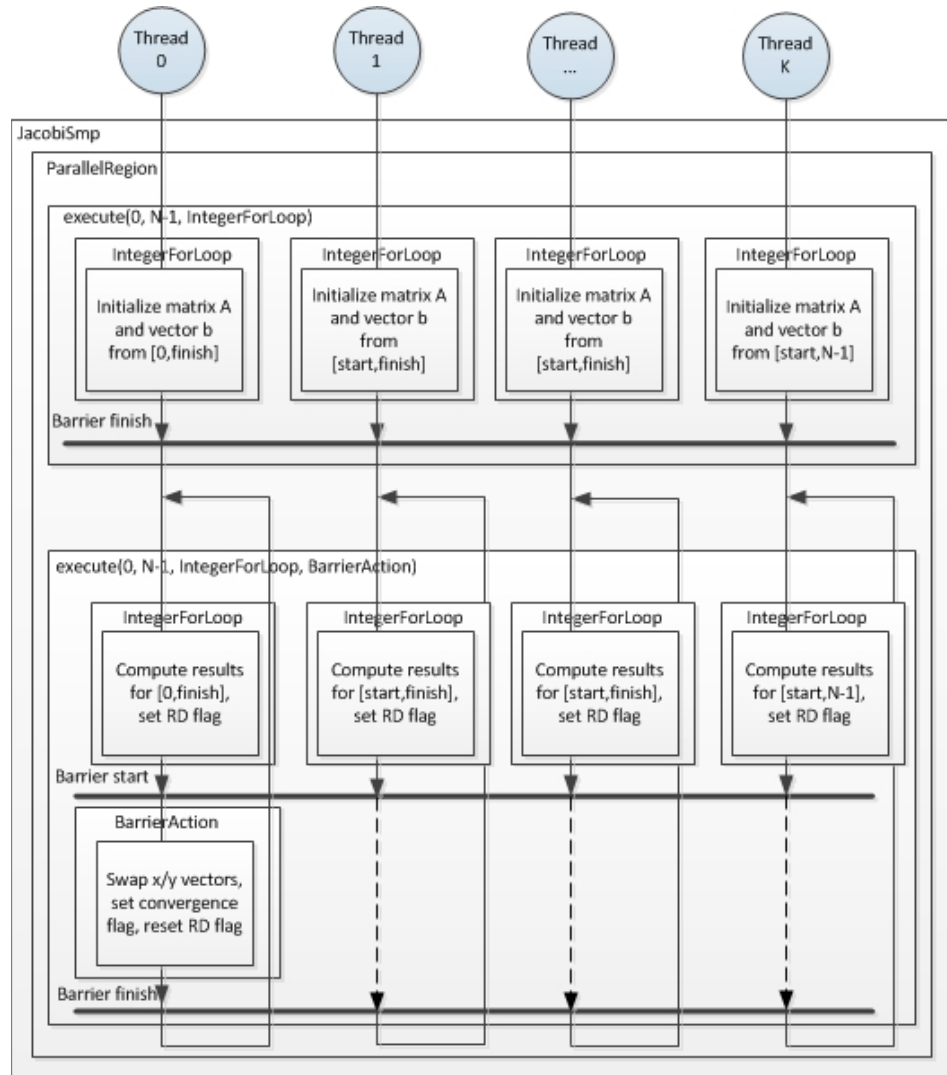 Thread
0
Thread
1
Thread
...
Thread
K
JacobiSmp
ParallelRegion
execute(0, N-1, IntegerForLoop)
IntegerForLoop
Initialize matrix A
and vector b
from [0,finish]
IntegerForLoop
Initialize matrix A
and vector b
from
[start,finish]
IntegerForLoop
Initialize matrix A
and vector b
from
[start,finish]
IntegerForLoop
Initialize matrix A
and vector b
from [start,N-1]
Barrier finish
execute(0, N-1, IntegerForLoop, BarrierAction)
IntegerForLoop
Compute results
for [0,finish],
set RD flag
IntegerForLoop
Compute results
for [start,finish],
set RD flag
IntegerForLoop
Compute results
for [start,finish],
set RD flag
IntegerForLoop
Compute results
for [start,N-1],
set RD flag
Barrier start
BarrierAction
Swap x/y vectors,
set convergence
flag, reset RD flag
Barrier finish